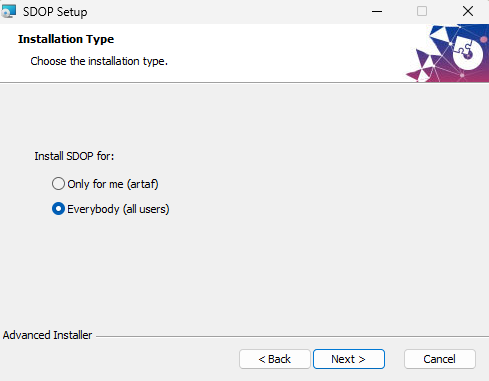 SDOP Setup
Installation Type
Choose the installation type.
Install SDOP for:
Only for me (artaf)
Everybody (all users)
Advanced Installer
< Back
Next >
Cancel